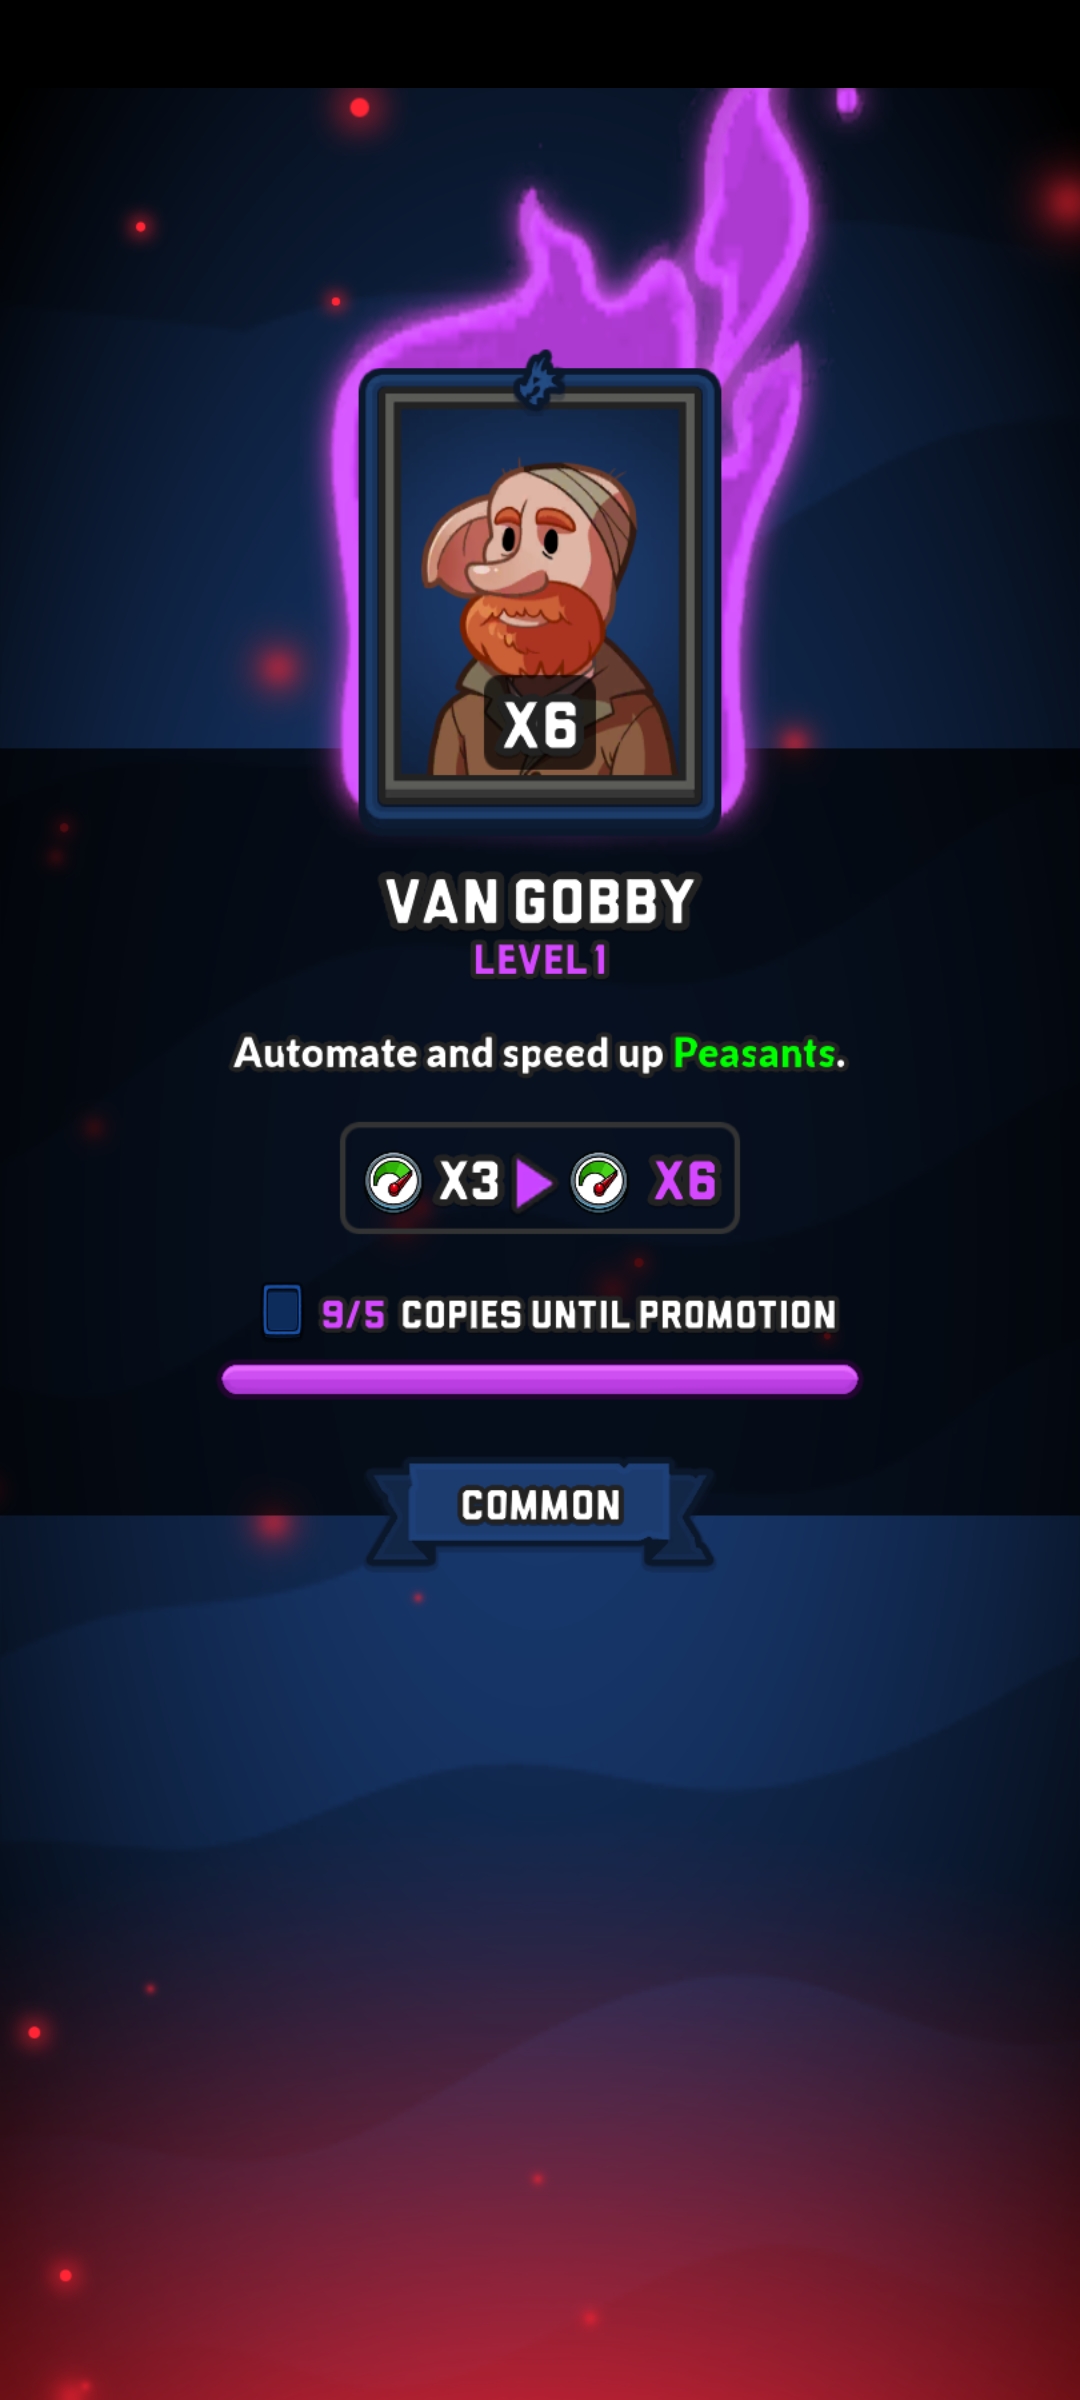 X6
VAN GOBBY
LEVEL 1
Automate and speed up Peasants.
X3 X6
9/5 COPIES UNTIL PROMOTION
COMMON